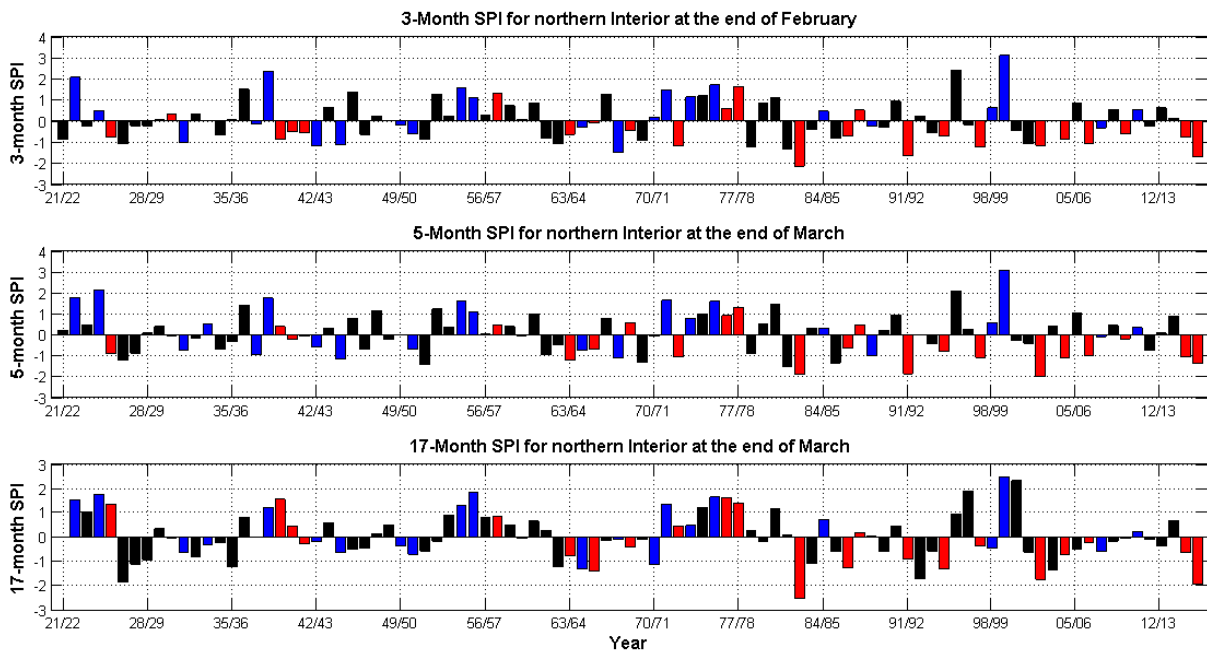 3-Month SPI for northern Interior at the end of February
3-month SPI
4
3
2
1
0
-1
-2
-3
21/22 28/29 35/36 42/43 49/50 56/57 63/64 70/71 77/78 84/85 91/92 98/99 05/06 12/13
5-Month SPI for northern Interior at the end of March
5-month SPI
4
3
2
1
0
-1
-2
-3
21/22 28/29 35/36 42/43 49/50 56/57 63/64 70/71 77/78 84/85 91/92 98/99 05/06 12/13
17-Month SPI for northern Interior at the end of March
17-month SPI
3
2
1
0
-1
-2
-3
21/22 28/29 35/36 42/43 49/50 56/57 63/64 70/71 77/78 84/85 91/92 98/99 05/06 12/13
Year